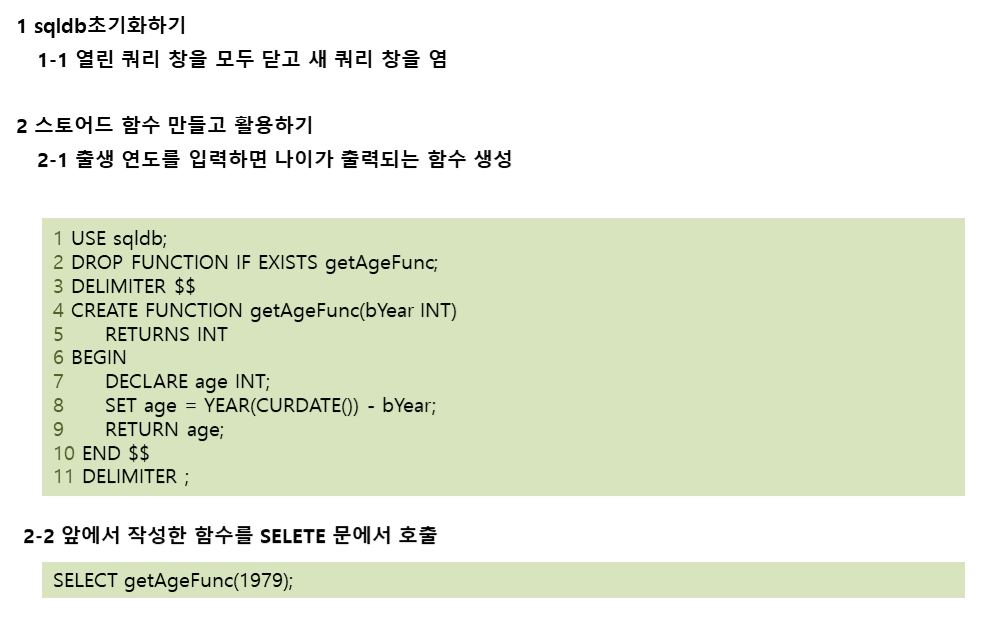 1 sqldb초기화하기
1-1 열린 쿼리 창을 모두 닫고 새 쿼리 창을 염
2 스토어드 함수 만들고 활용하기
2-1 출생 연도를 입력하면 나이가 출력되는 함수 생성
1 USE sqldb;
2 DROP FUNCTION IF EXISTS getAgeFunc;
3 DELIMITER $$
4 CREATE FUNCTION getAgeFunc(bYear INT)
5 RETURNS INT
6 BEGIN
7 DECLARE age INT;
8 SET age = YEAR(CURDATE()) - bYear;
9 RETURN age;
10 END $$
11 DELIMITER ;
2-2 앞에서 작성한 함수를 SELETE 문에서 호출
SELECT getAgeFunc(1979);